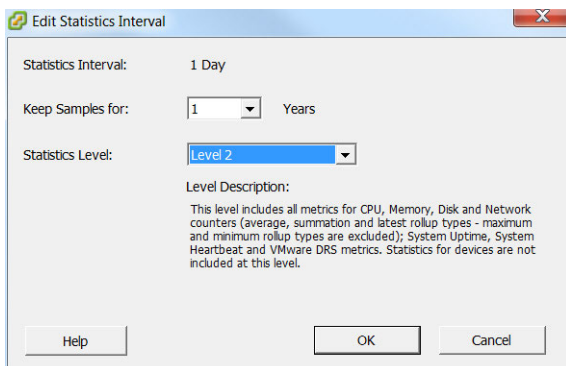 Edit Statistics Interval
Statistics Interval: 1 Day
Keep Samples for: 1 Years
Statistics Level: Level 2
Level Description:
This level includes all metrics for CPU, Memory, Disk and Network
counters (average, summation and latest rollup types - maximum
and minimum rollup types are excluded); System Uptime, System
Heartbeat and VMware DRS metrics. Statistics for devices are not
included at this level.
Help OK Cancel